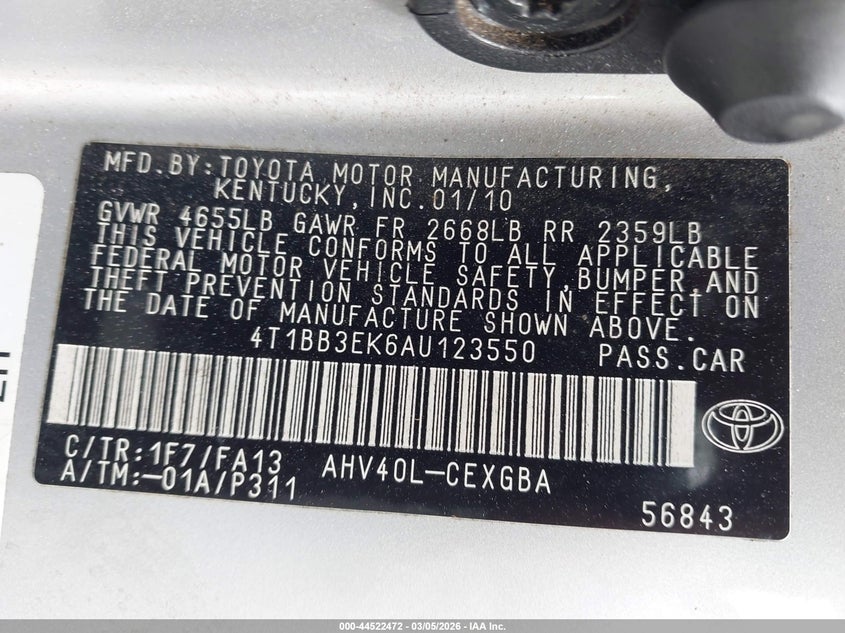 MFD.BY:TOYOTA MOTOR MANUFACTURING,
KENTUCKY, INC.01/10
GVWR 4655LB GAWR FR 2668LB RR 2359LB
THIS VEHICLE CONFORMS TO ALL APPLICABLE
FEDERAL MOTOR VEHICLE SAFETY,BUMPER,AND
THEFT PREVENTION STANDARDS IN EFFECT ON
THE DATE OF MANUFACTURE SHOWN ABOVE.
4T1BB3EK6AU123550 PASS.CAR
C/TR:1F7/FA13 AHV40L-CEXGBA
A/TM:-01A/P311
56843
000-44522472 - 03/05/2026 - IAA Inc.